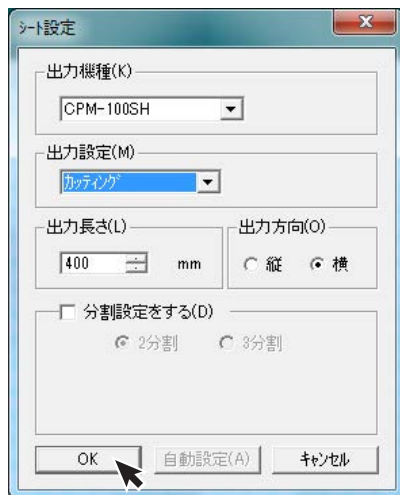 シート設定
出力機種(K)
CPM-100SH
出力設定(M)
カッティング
出力長さ(L) 出力方向(O)
400 mm 縦 横
分割設定をする(D)
2分割 3分割
OK 自動設定(A) キャンセル